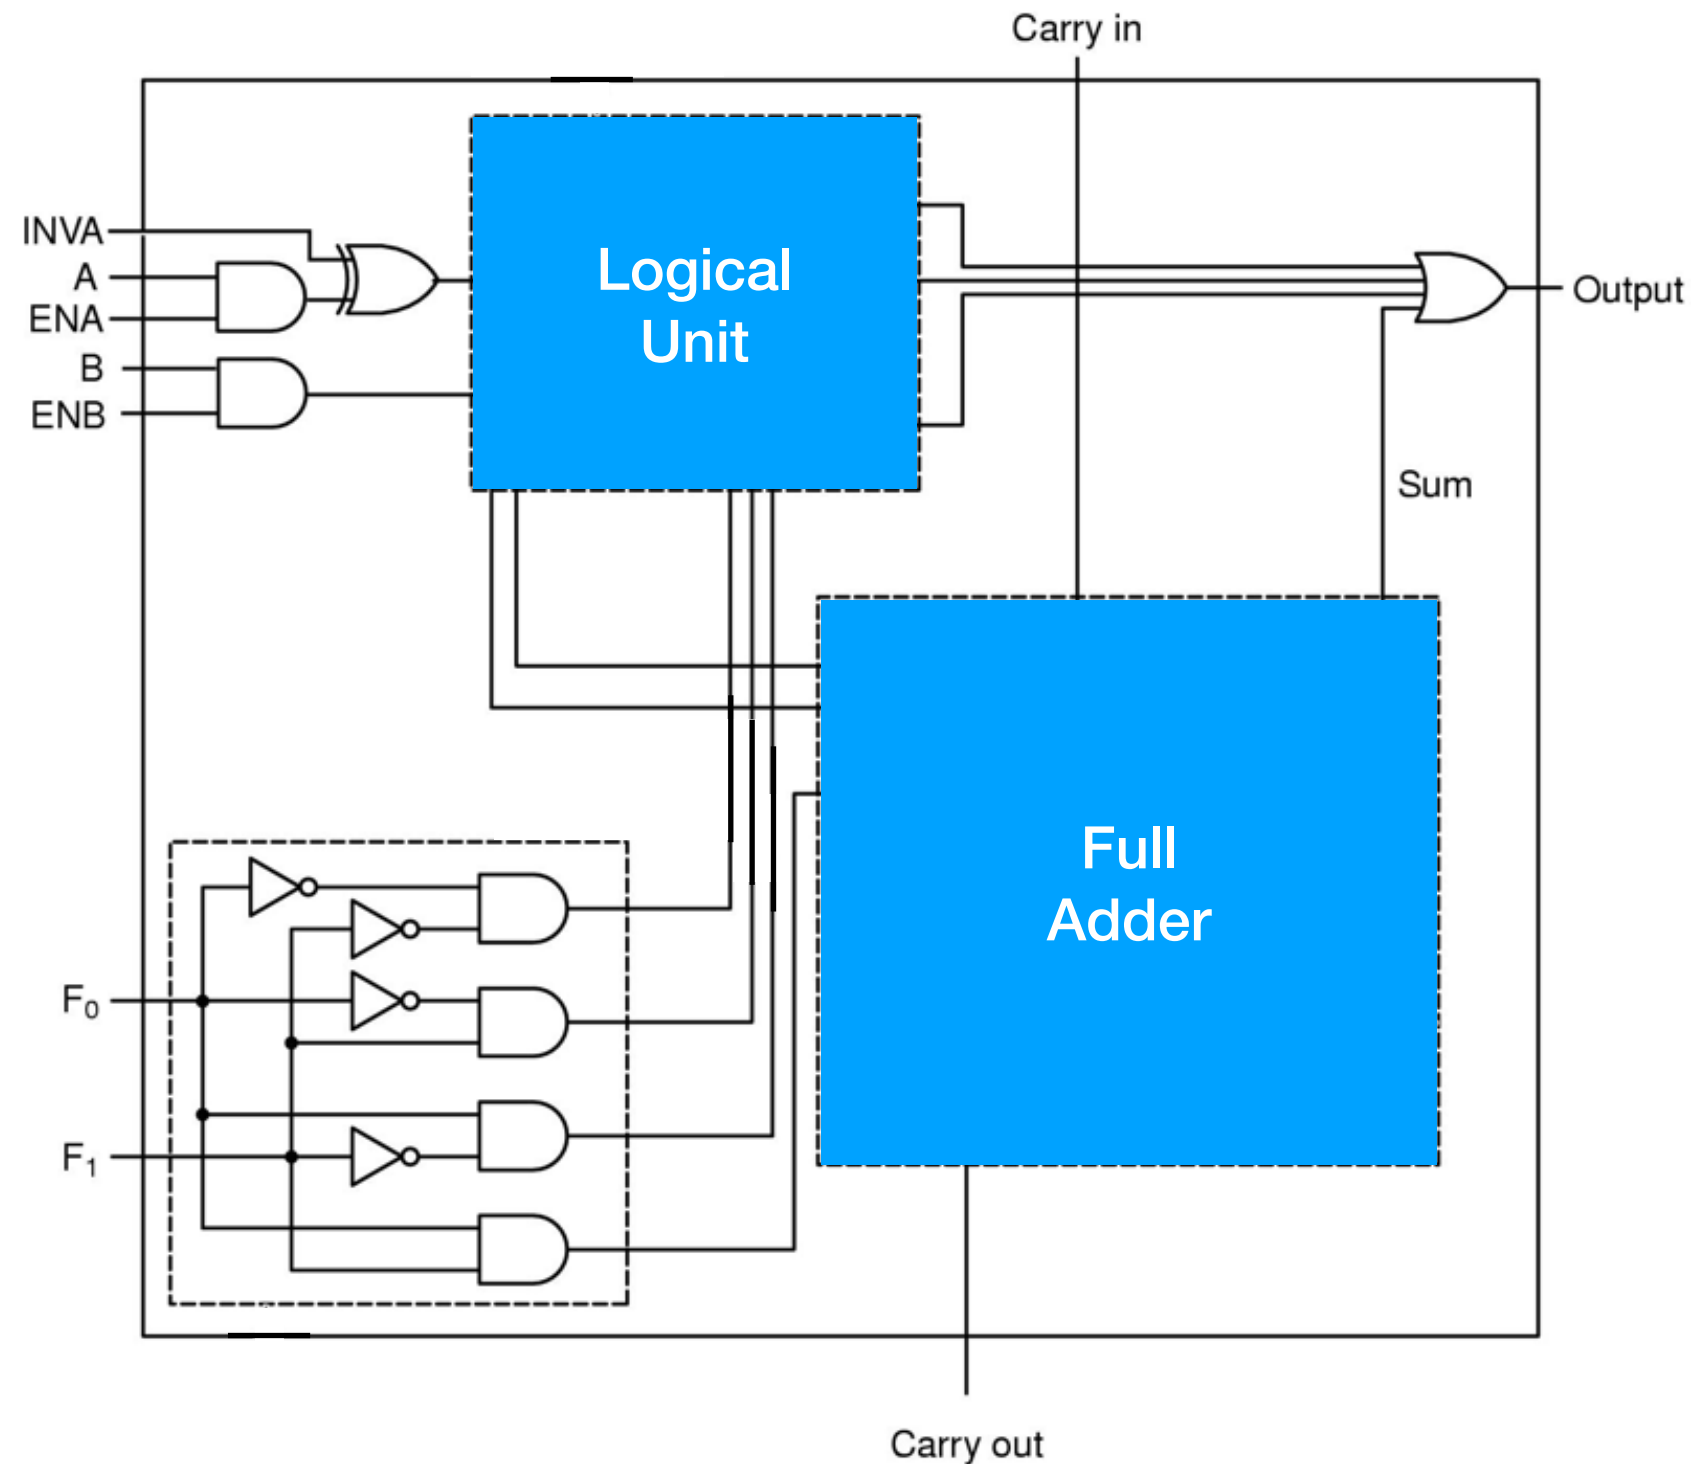 Carry in
INVA
A
ENA
B
ENB
Logical
Unit
Output
Sum
Full
Adder
F₀
F₁
Carry out